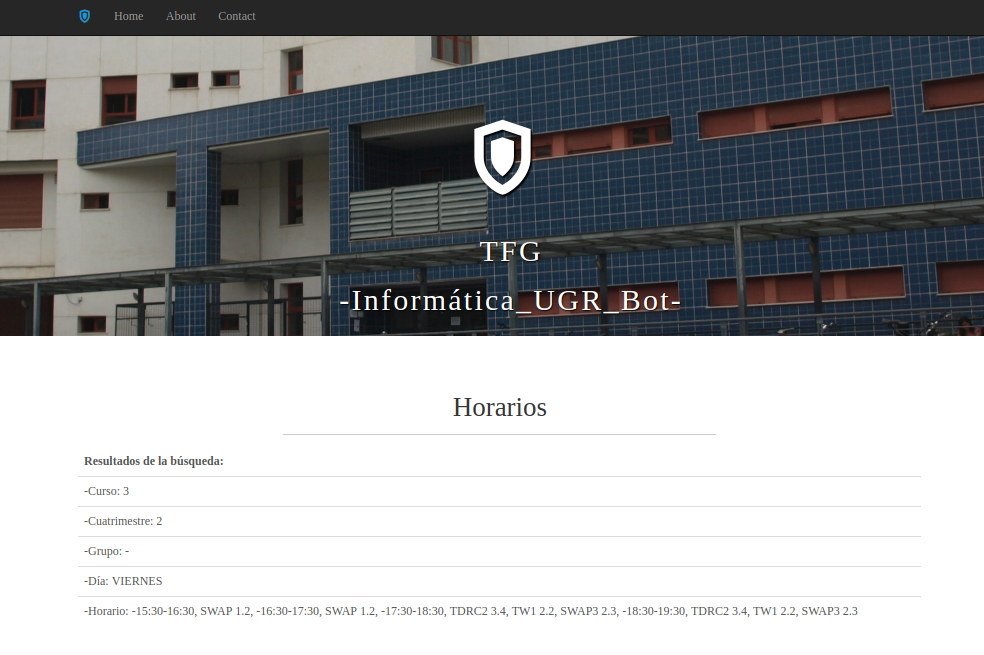 Home About Contact
TFG
-Informática_UGR_Bot-
Horarios
Resultados de la búsqueda:
-Curso: 3
-Cuatrimestre: 2
-Grupo: -
-Día: VIERNES
-Horario: -15:30-16:30, SWAP 1.2, -16:30-17:30, SWAP 1.2, -17:30-18:30, TDRC2 3.4, TW1 2.2, SWAP3 2.3, -18:30-19:30, TDRC2 3.4, TW1 2.2, SWAP3 2.3